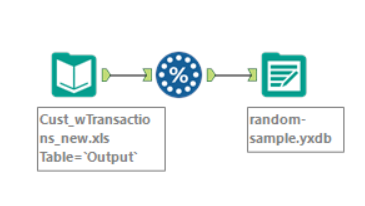 %
Cust_wTransactio
ns_new.xls
Table=`Output`
random-
sample.yxdb